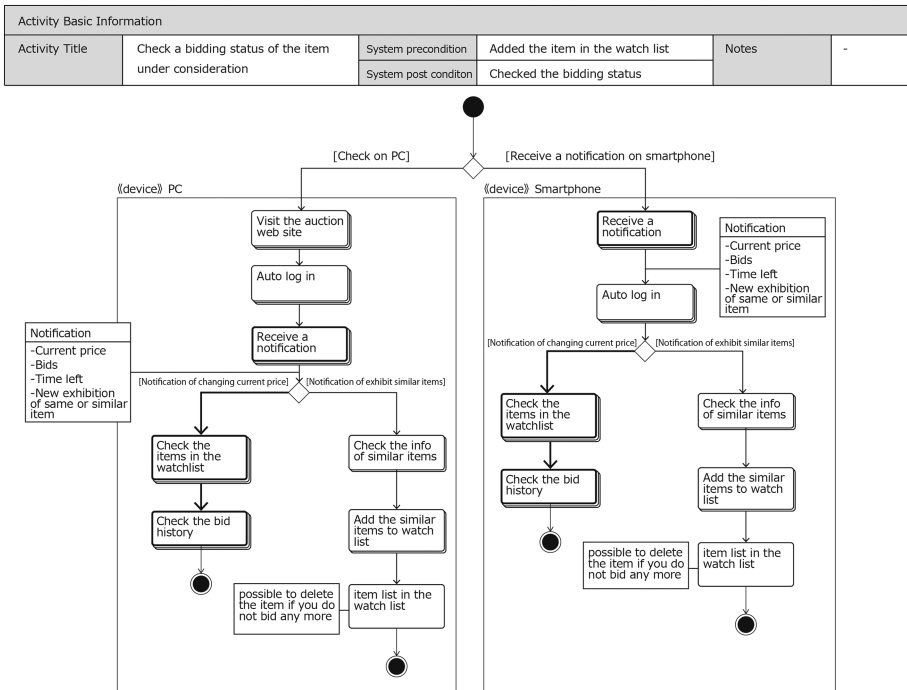 Activity Basic Information
Activity Title
Check a bidding status of the item
under consideration
System precondition
Added the item in the watch list
Notes
-
System post conditon
Checked the bidding status
[Check on PC]
[Receive a notification on smartphone]
《device》 PC
Visit the auction
web site
Auto log in
Receive a
notification
Notification
-Current price
-Bids
-Time left
-New exhibition
of same or similar
item
[Notification of changing current price]
[Notification of exhibit similar items]
Check the
items in the
watchlist
Check the bid
history
Check the info
of similar items
Add the similar
items to watch
list
possible to delete
the item if you do
not bid any more
item list in the
watch list
《device》 Smartphone
Receive a
notification
Notification
-Current price
-Bids
-Time left
-New exhibition
of same or similar
item
Auto log in
[Notification of changing current price]
[Notification of exhibit similar items]
Check the
items in the
watchlist
Check the bid
history
Check the info
of similar items
Add the similar
items to watch
list
possible to delete
the item if you do
not bid any more
item list in the
watch list